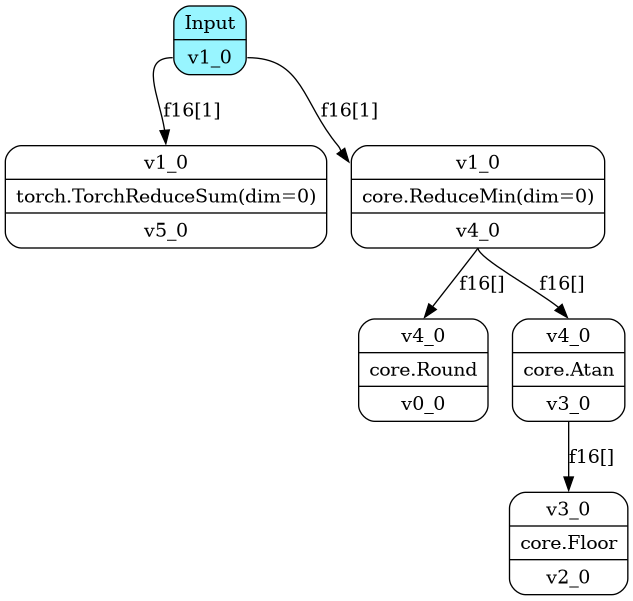 Input
v1_0
f16[1]
f16[1]
v1_0
torch.TorchReduceSum(dim=0)
v5_0
v1_0
core.ReduceMin(dim=0)
v4_0
f16[]
f16[]
v4_0
core.Round
v0_0
v4_0
core.Atan
v3_0
f16[]
v3_0
core.Floor
v2_0